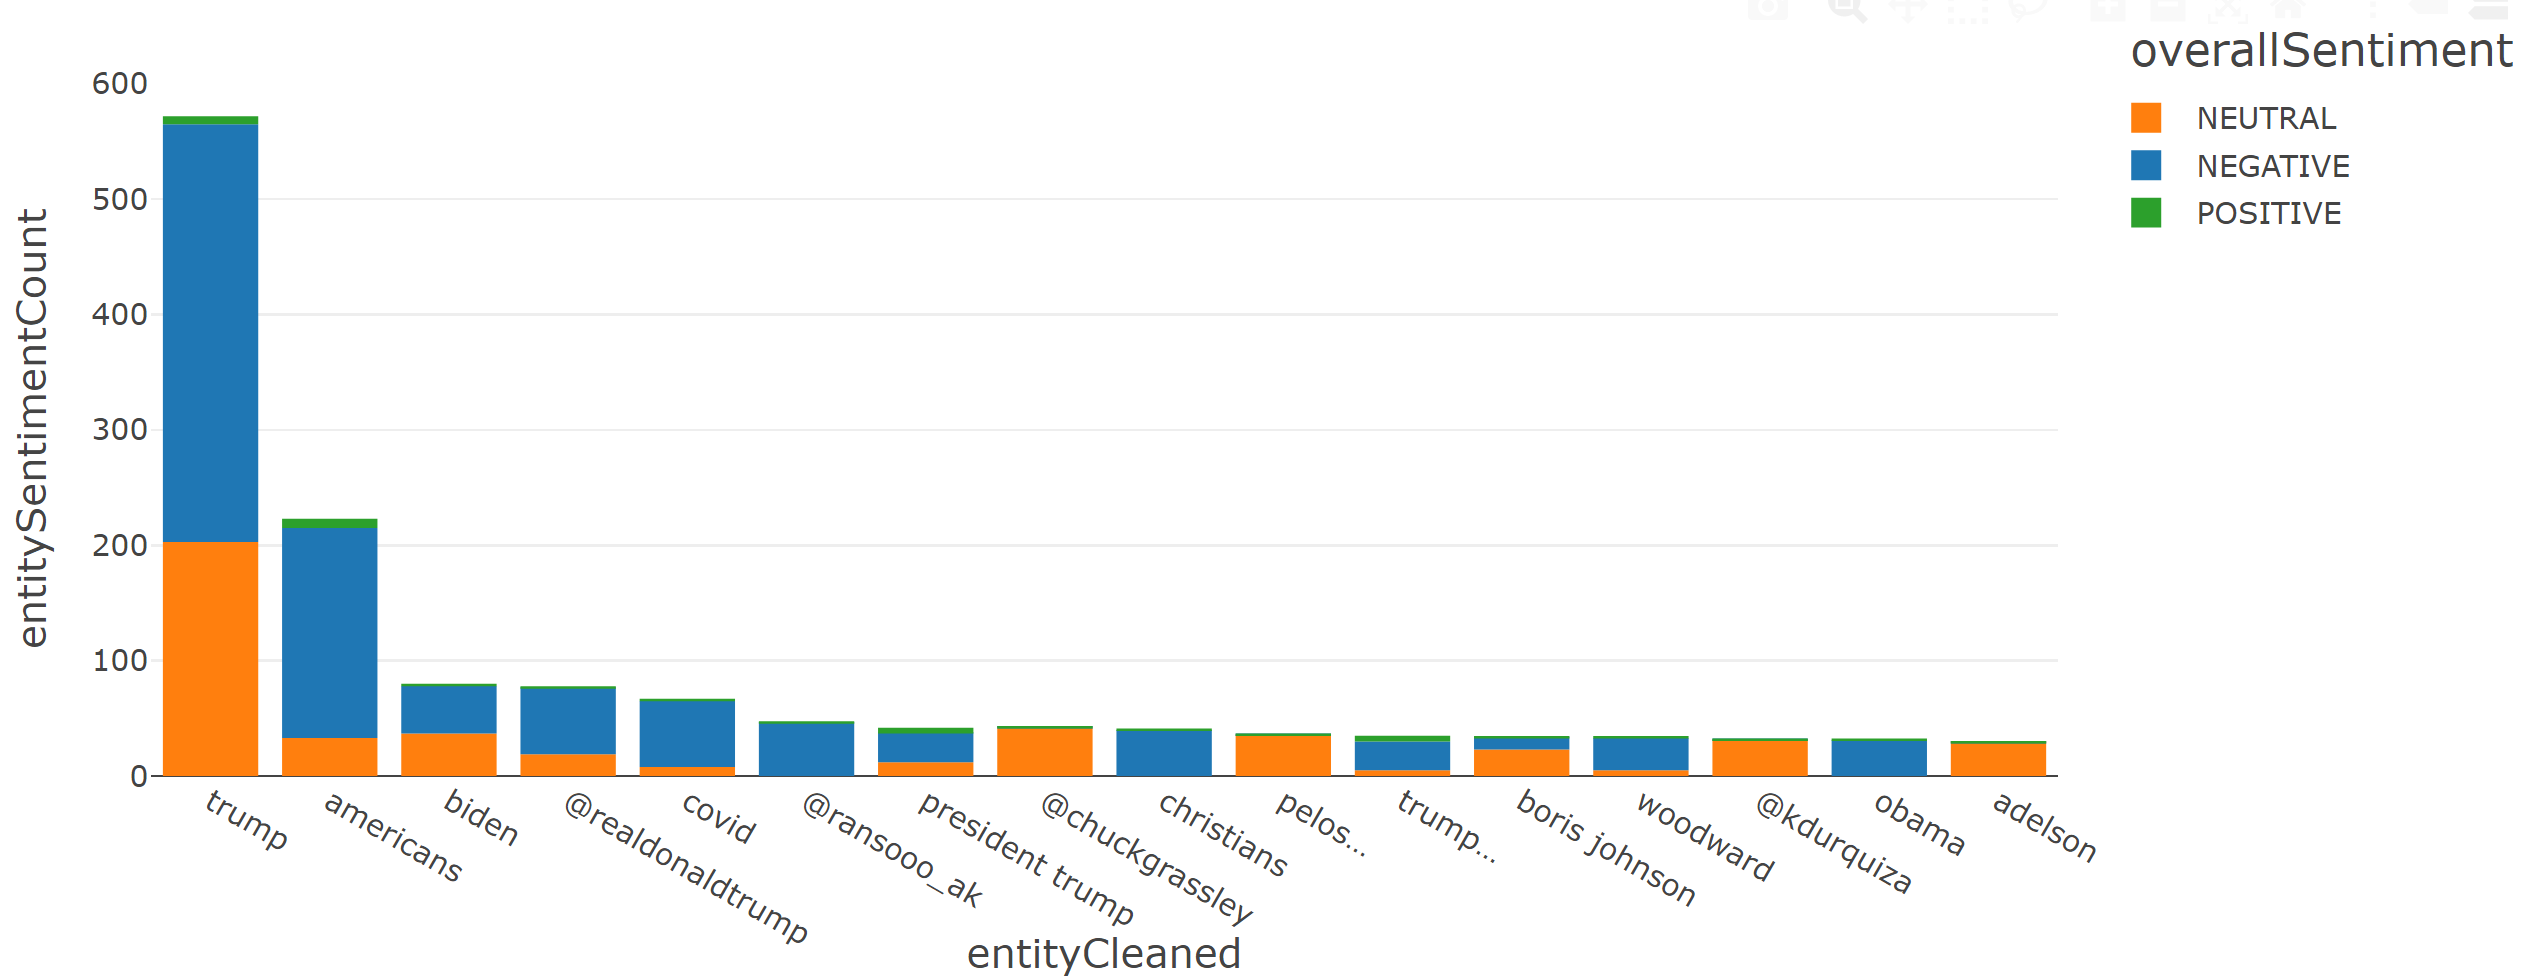 overallSentiment
NEUTRAL
NEGATIVE
POSITIVE
entitySentimentCount
600
500
400
300
200
100
0
trump
americans
biden
@realdonaldtrump
covid
@ransooo_ak
president trump
@chuckgrassley
christians
pelos...
trump...
boris johnson
woodward
@kdurquiza
obama
adelson
entityCleaned